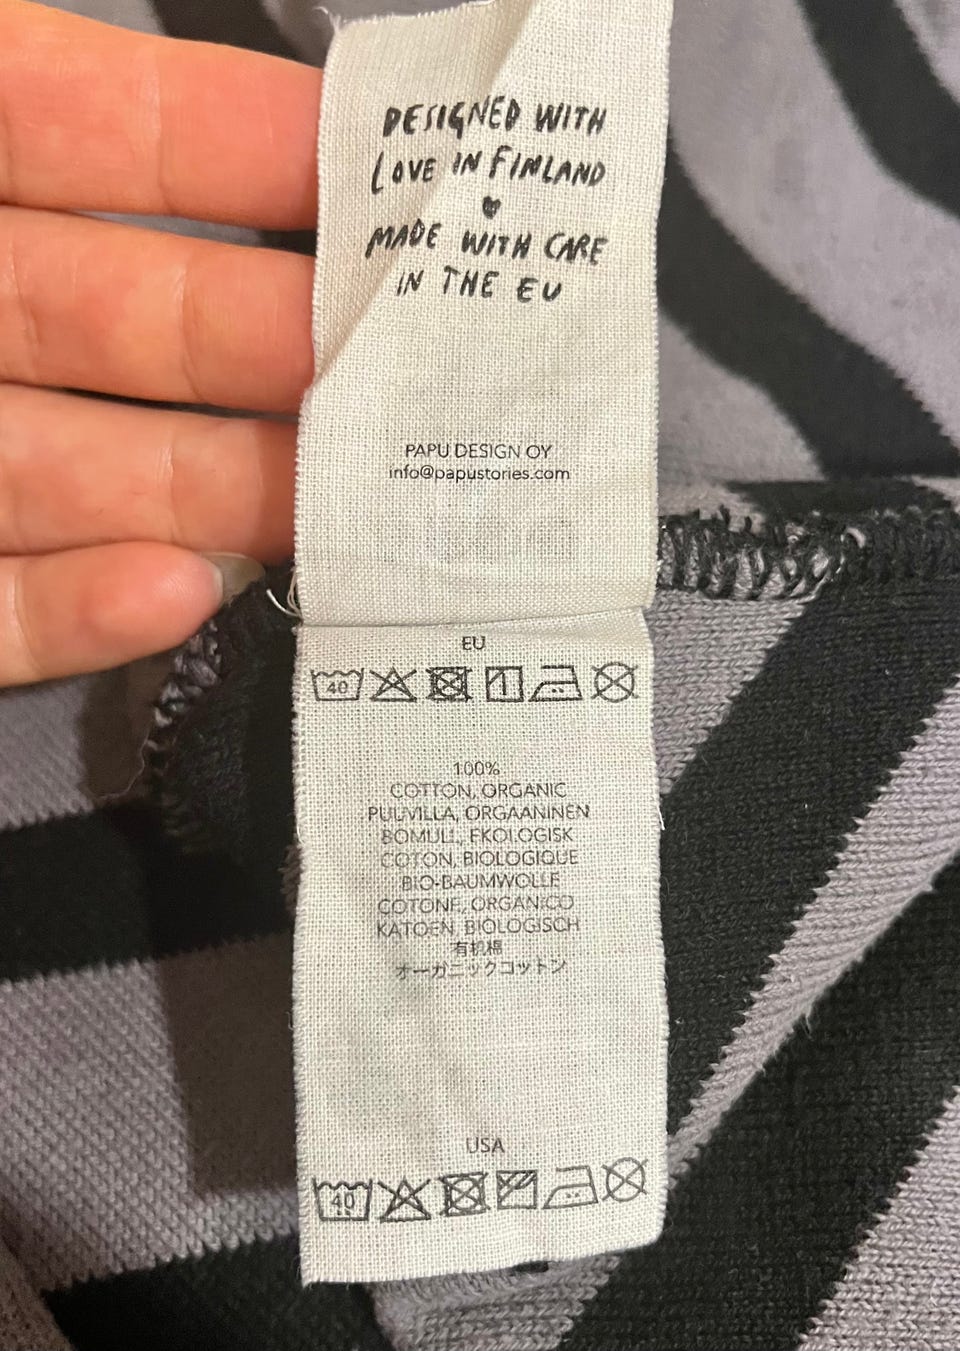 DESIGNED WITH
LOVE IN FINLAND
MADE WITH CARE
IN THE EU
PAPU DESIGN OY
info@papustories.com
EU
40
100%
COTTON, ORGANIC
PUUVILLA, ORGAANINEN
BOMULL, EKOLOGISK
COTON, BIOLOGIQUE
BIO-BAUMWOLLE
COTONE, ORGANICO
KATOEN, BIOLOGISCH
有机棉
オーガニックコットン
USA
40